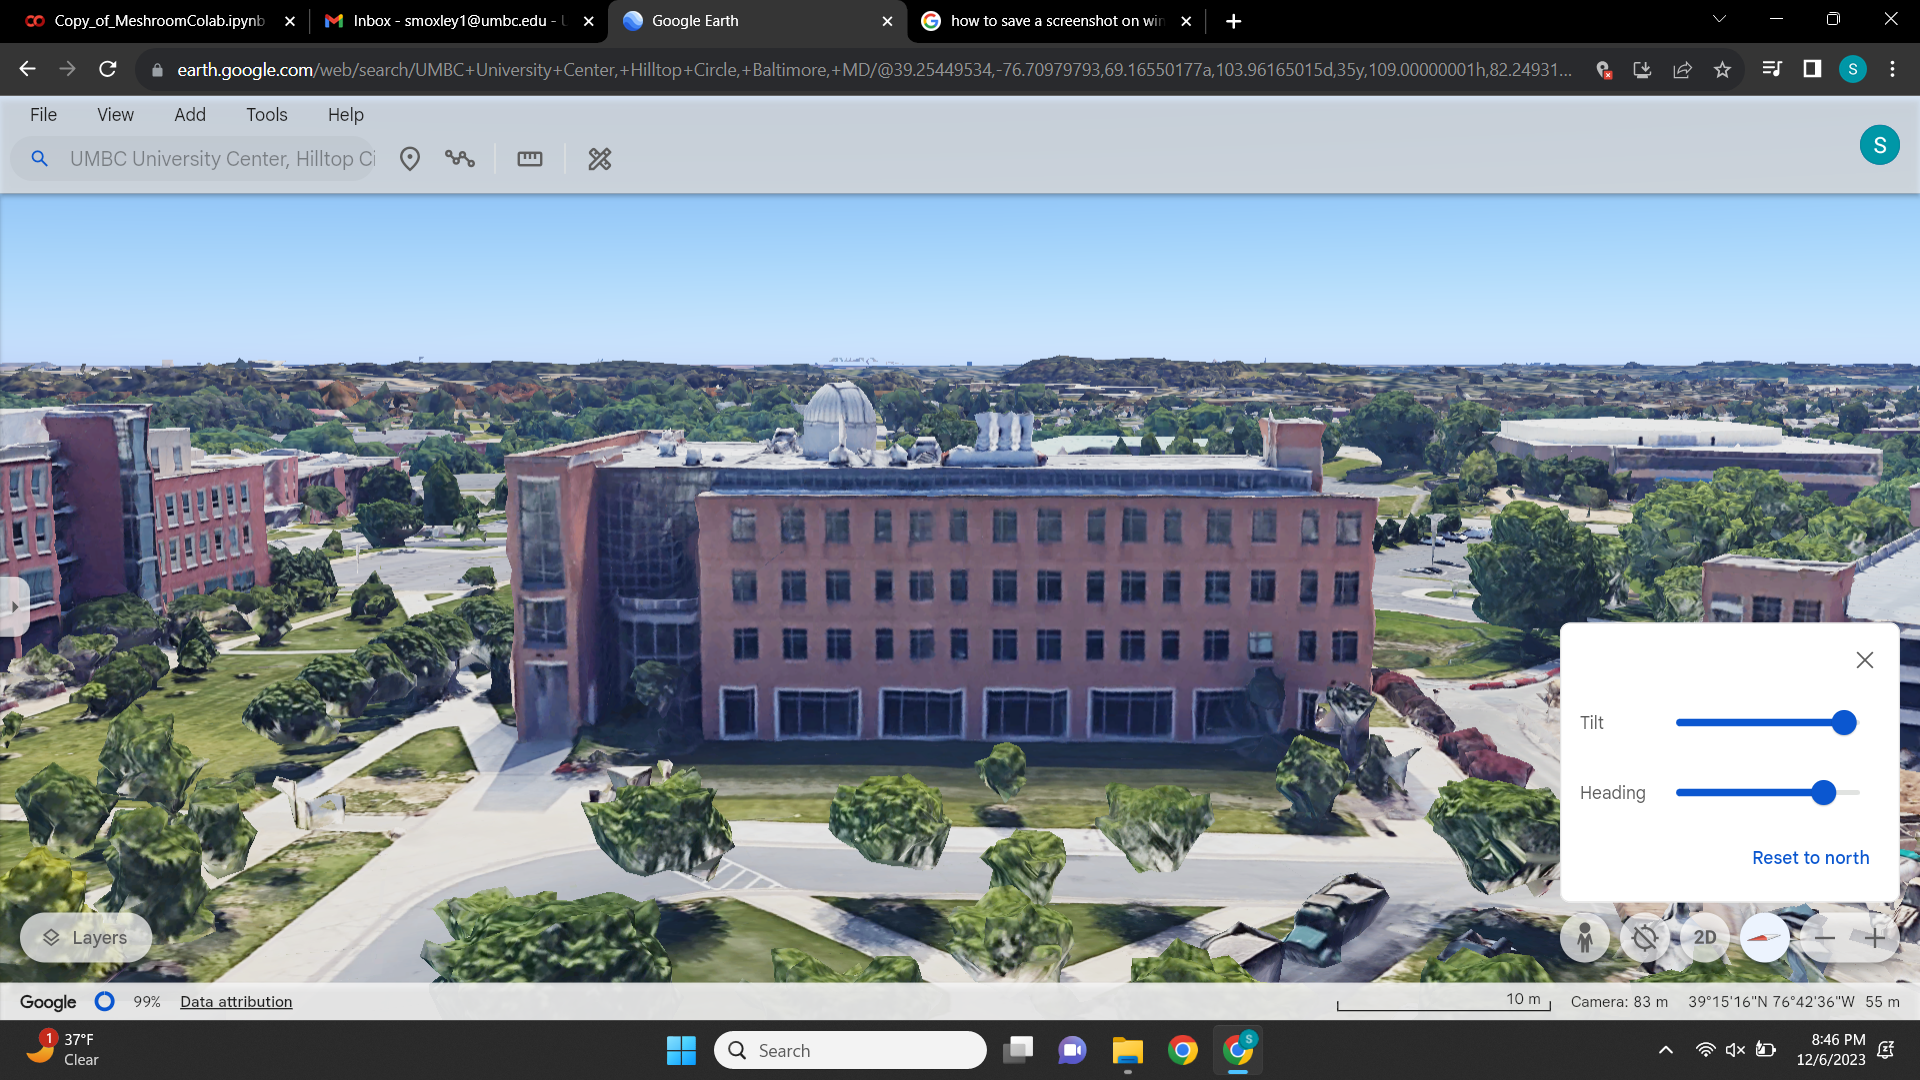 Copy_of_MeshroomColab.ipynb
Inbox - smoxley1@umbc.edu - U
Google Earth
how to save a screenshot on win
earth.google.com/web/search/UMBC+University+Center,+Hilltop+Circle,+Baltimore,+MD/@39.25449534,-76.70979793,69.16550177a,103.96165015d,35y,109.00000001h,82.24931...
S
File View Add Tools Help
UMBC University Center, Hilltop Ci
S
Tilt
Heading
Reset to north
Layers
2D
Google 99% Data attribution
10 m
Camera: 83 m 39°15'16"N 76°42'36"W 55 m
1
37°F
Clear
Search
S
8:46 PM
12/6/2023